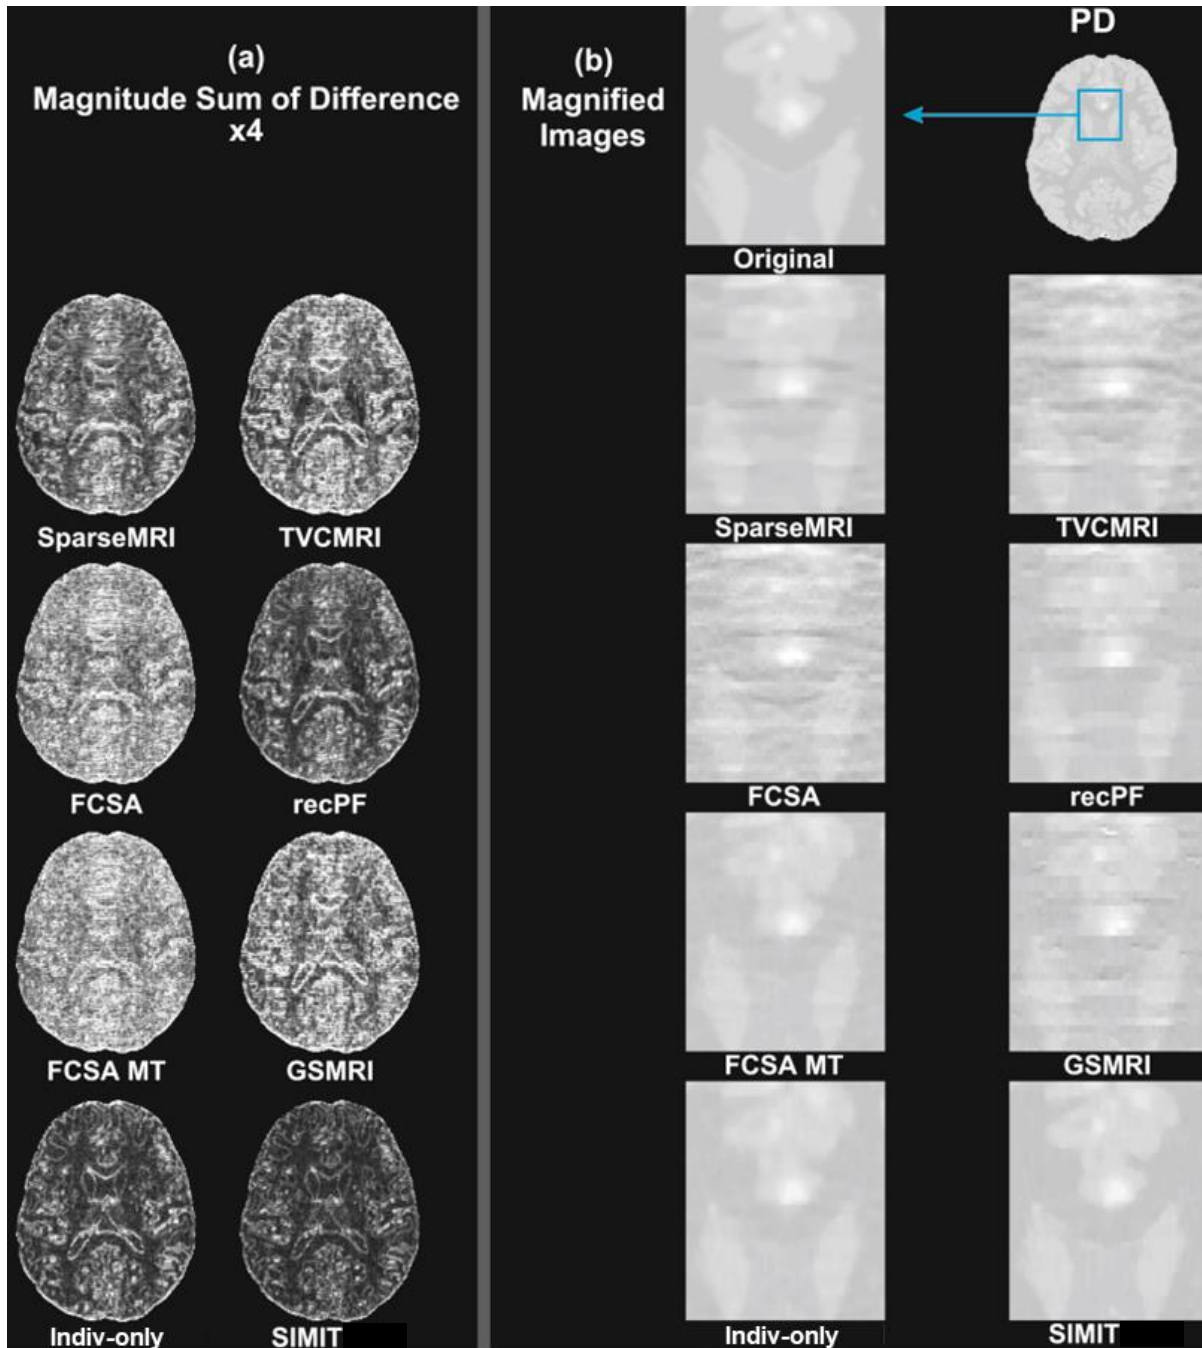 (a)
Magnitude Sum of Difference
x4
SparseMRI
TVCMRI
FCSA
recPF
FCSA MT
GSMRI
Indiv-only
SIMIT
(b)
Magnified
Images
PD
Original
SparseMRI
TVCMRI
FCSA
recPF
FCSA MT
GSMRI
Indiv-only
SIMIT